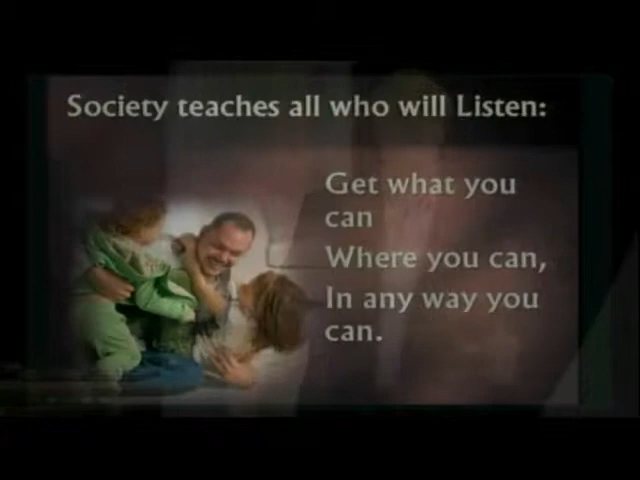 Society teaches all who will Listen:
Get what you
can
Where you can,
In any way you
can.